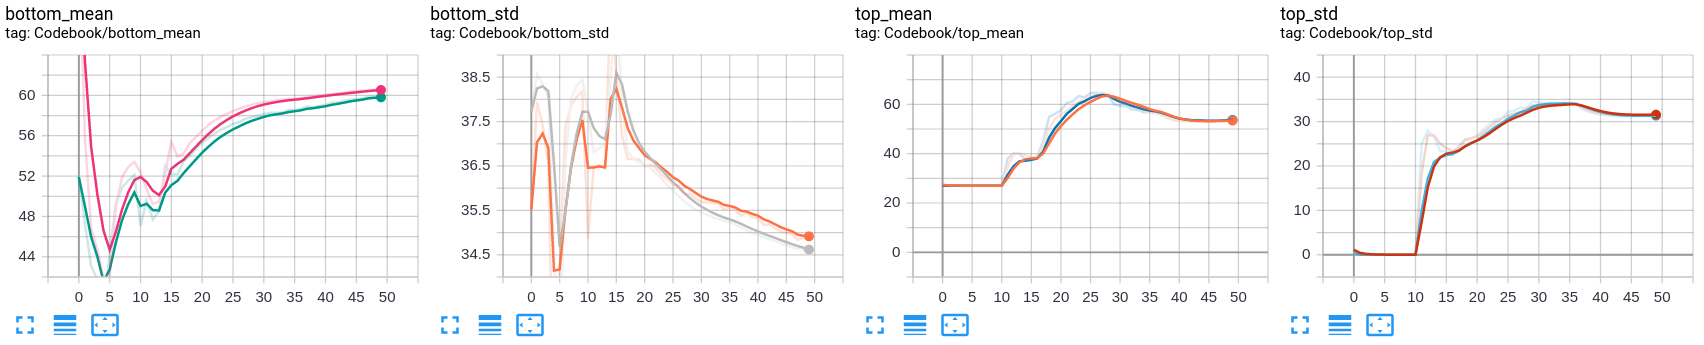 bottom_mean
tag: Codebook/bottom_mean
60
56
52
48
44
0 5 10 15 20 25 30 35 40 45 50
bottom_std
tag: Codebook/bottom_std
38.5
37.5
36.5
35.5
34.5
0 5 10 15 20 25 30 35 40 45 50
top_mean
tag: Codebook/top_mean
60
40
20
0
0 5 10 15 20 25 30 35 40 45 50
top_std
tag: Codebook/top_std
40
30
20
10
0
0 5 10 15 20 25 30 35 40 45 50